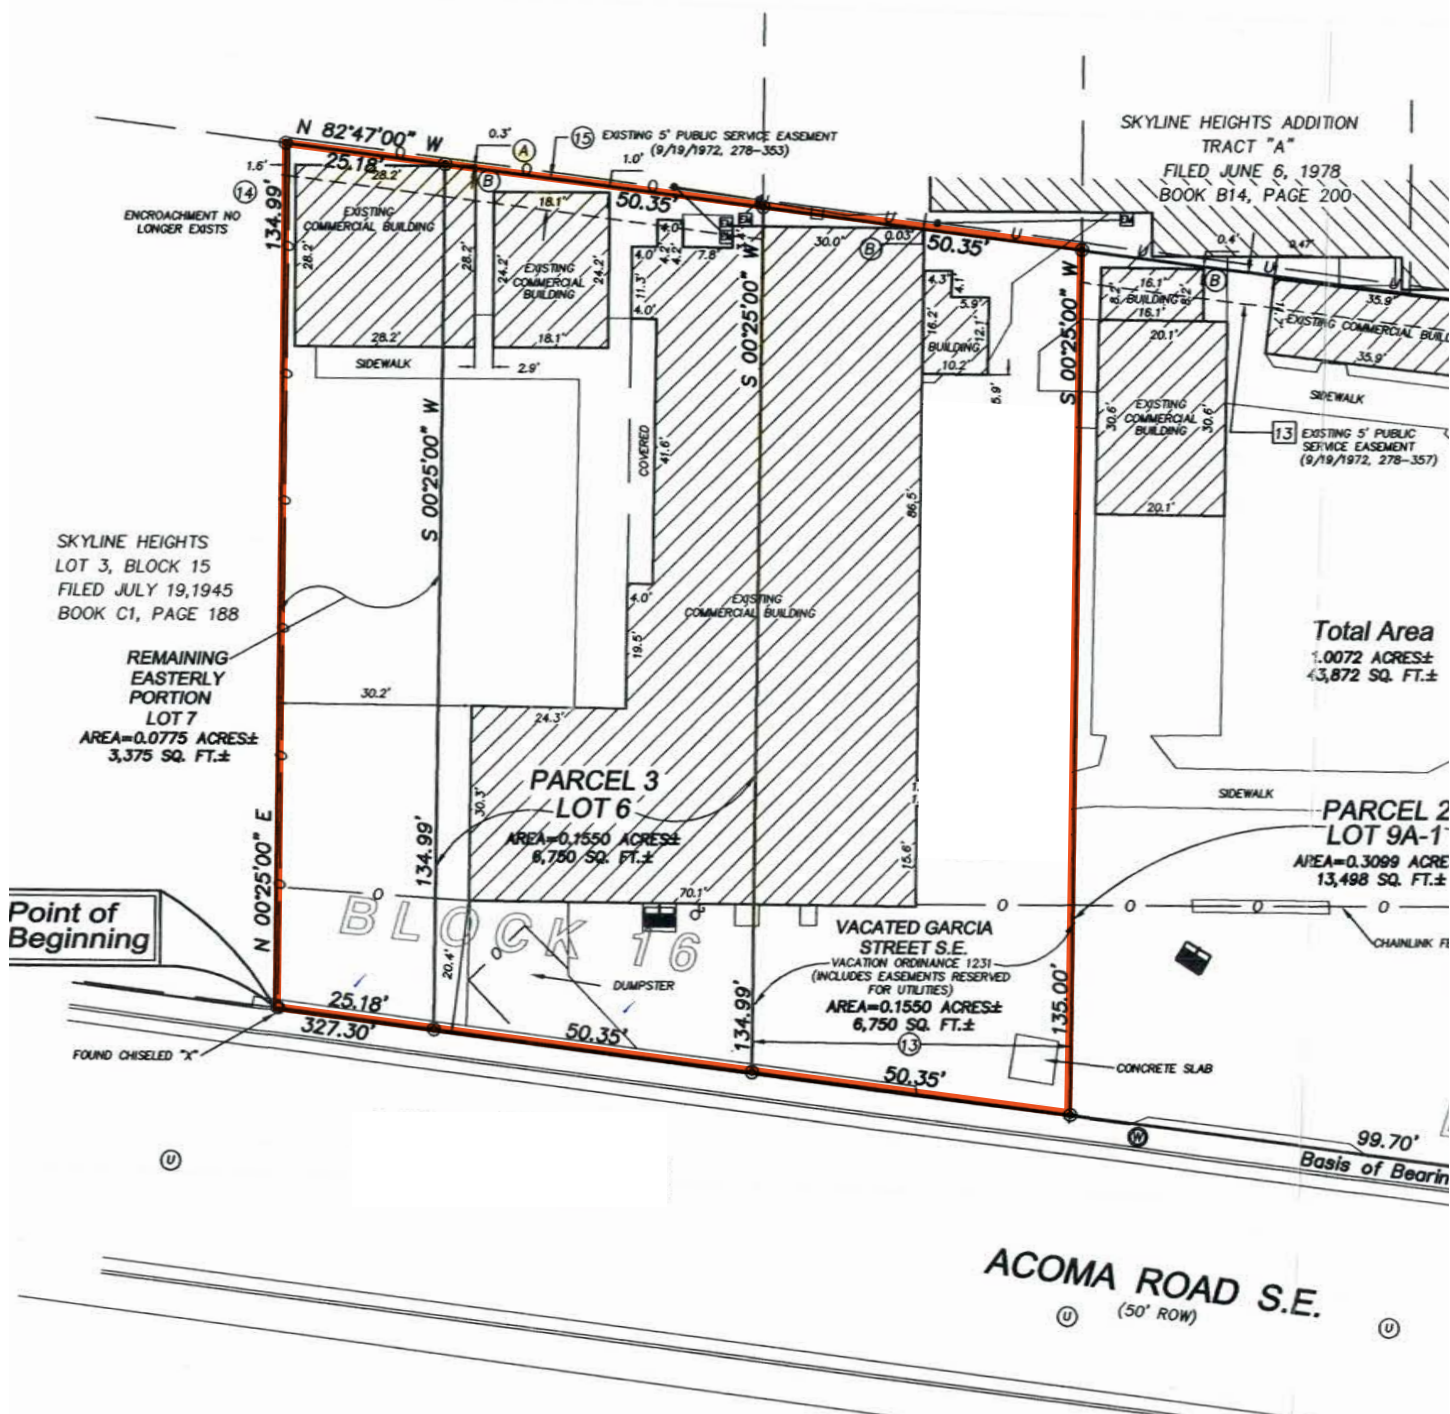 SKYLINE HEIGHTS ADDITION
TRACT "A"
FILED JUNE 6, 1978
BOOK B14, PAGE 200
N 82°47'00" W
25.18'
0.3'
A
15
EXISTING 5' PUBLIC SERVICE EASEMENT
(9/19/1972, 278-353)
1.0'
1.6'
14
ENCROACHMENT NO
LONGER EXISTS
134.99'
28.2'
EXISTING
COMMERCIAL BUILDING
28.2'
28.2'
28.2'
B
18.1'
24.2'
EXISTING
COMMERCIAL
BUILDING
24.2'
18.1'
2.9'
SIDEWALK
50.35'
4.0'
4.0'
4.2'
4.2'
7.8'
EM
11.3'
4.0'
COVERED
41.6'
4.0'
19.5'
30.0'
B
0.03'
50.35'
U
U
EM
4.3'
4.1'
5.9'
16.2'
12.1'
BUILDING
10.2'
5.9'
S 00°25'00" W
S 00°25'00" W
S 00°25'00" W
0.4'
0.47'
U
B
U
U
16.1'
BUILDING
16.1'
20.1'
EXISTING
COMMERCIAL
BUILDING
30.6'
30.6'
20.1'
35.9'
EXISTING COMMERCIAL BUIL
35.9'
SIDEWALK
13
EXISTING 5' PUBLIC
SERVICE EASEMENT
(9/19/1972, 278-357)
86.5'
EXISTING
COMMERCIAL BUILDING
SKYLINE HEIGHTS
LOT 3, BLOCK 15
FILED JULY 19,1945
BOOK C1, PAGE 188
REMAINING
EASTERLY
PORTION
LOT 7
AREA=0.0775 ACRES±
3,375 SQ. FT.±
Total Area
1.0072 ACRES±
43,872 SQ. FT.±
30.2'
24.3'
30.3'
PARCEL 3
LOT 6
AREA=0.1550 ACRES±
6,750 SQ. FT.±
134.99'
15.6'
70.1'
SIDEWALK
PARCEL 2
LOT 9A-1
AREA=0.3099 ACRE
13,498 SQ. FT.±
N 00°25'00" E
Point of
Beginning
BLOCK 16
20.4'
DUMPSTER
VACATED GARCIA
STREET S.E.
VACATION ORDINANCE 1231
(INCLUDES EASEMENTS RESERVED
FOR UTILITIES)
AREA=0.1550 ACRES±
6,750 SQ. FT.±
13
134.99'
135.00'
CHAINLINK FE
CONCRETE SLAB
25.18'
327.30'
50.35'
50.35'
FOUND CHISELED "X"
W
99.70'
Basis of Bearin
U
ACOMA ROAD S.E.
(50' ROW)
U
U